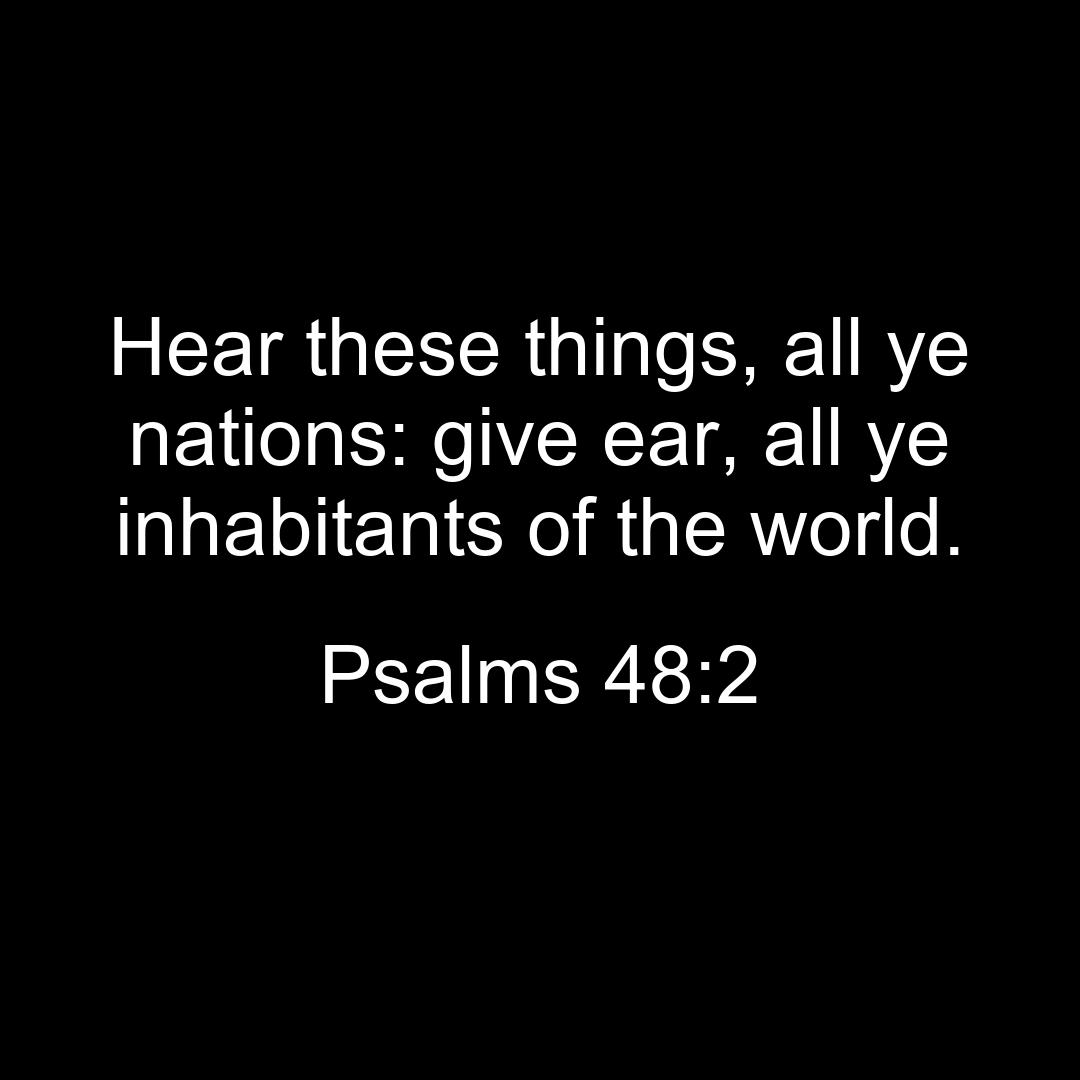 Hear these things, all ye
nations: give ear, all ye
inhabitants of the world.
Psalms 48:2